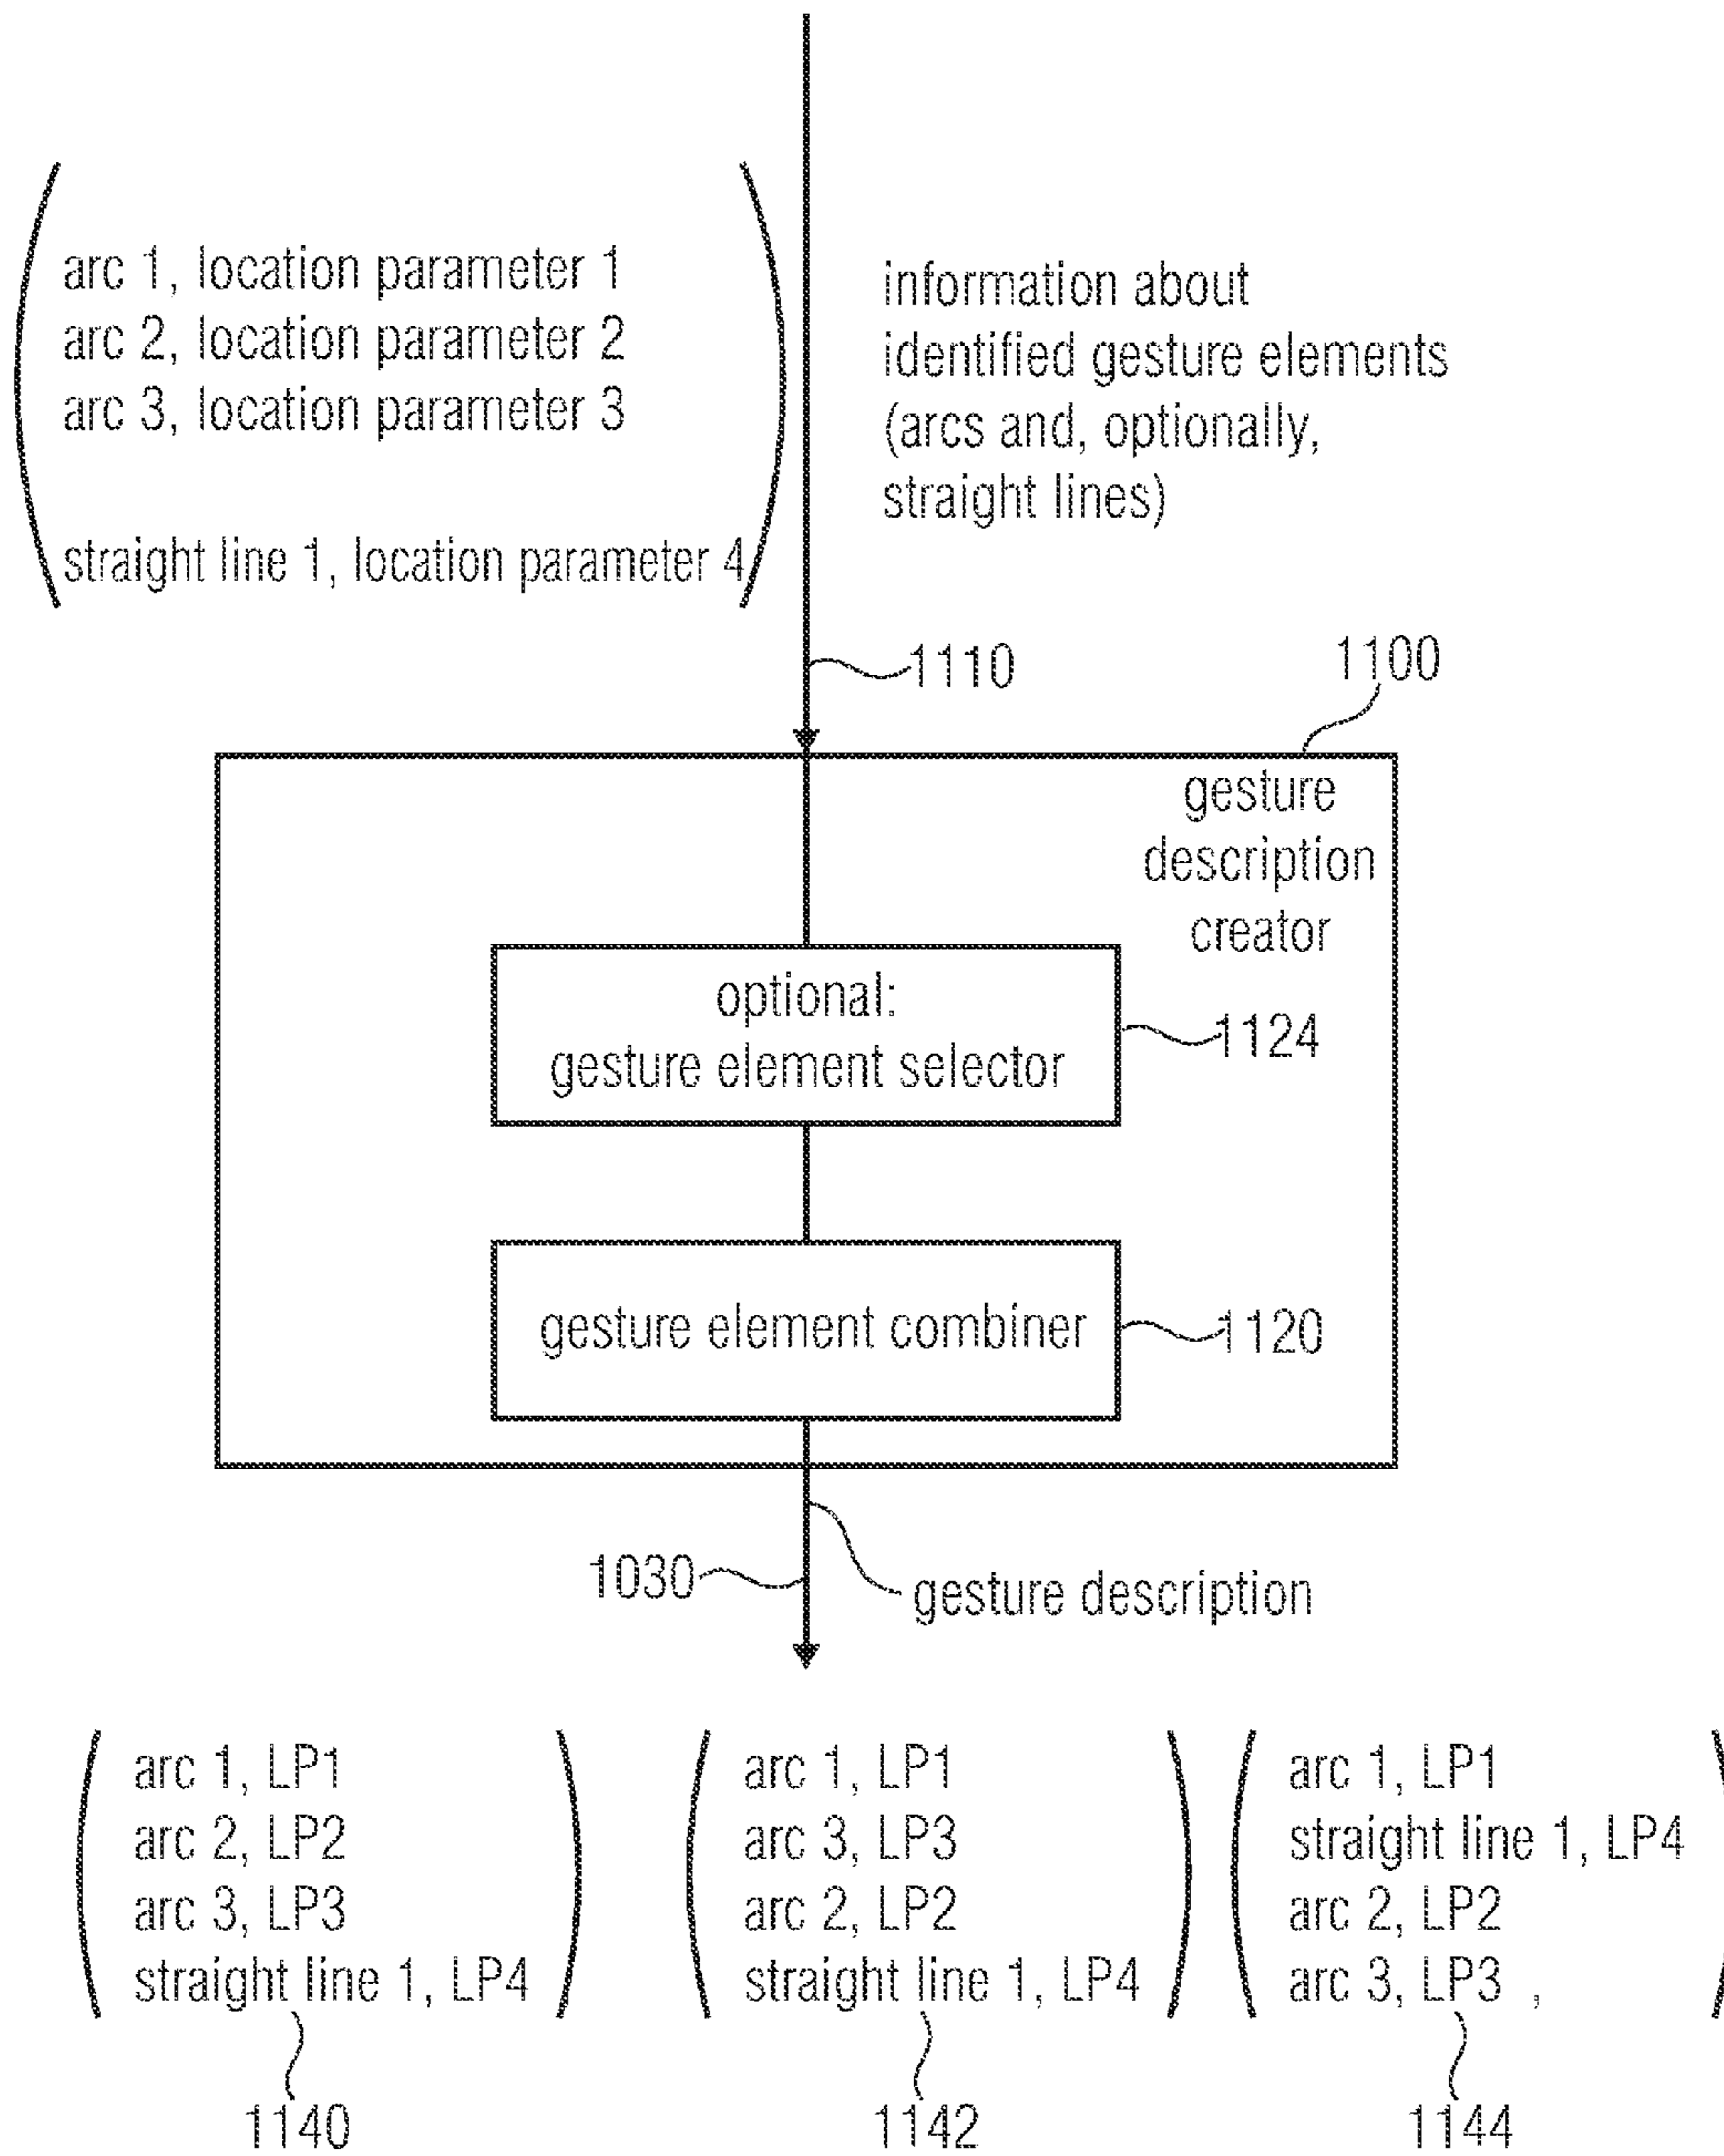 arc 1, location parameter 1
arc 2, location parameter 2
arc 3, location parameter 3
straight line 1, location parameter 4
information about
identified gesture elements
(arcs and, optionally,
straight lines)
1110
1100
gesture
description
creator
optional:
gesture element selector
1124
gesture element combiner
1120
1030
gesture description
arc 1, LP1
arc 2, LP2
arc 3, LP3
straight line 1, LP4
1140
arc 1, LP1
arc 3, LP3
arc 2, LP2
straight line 1, LP4
1142
arc 1, LP1
straight line 1, LP4
arc 2, LP2
arc 3, LP3 ,
1144